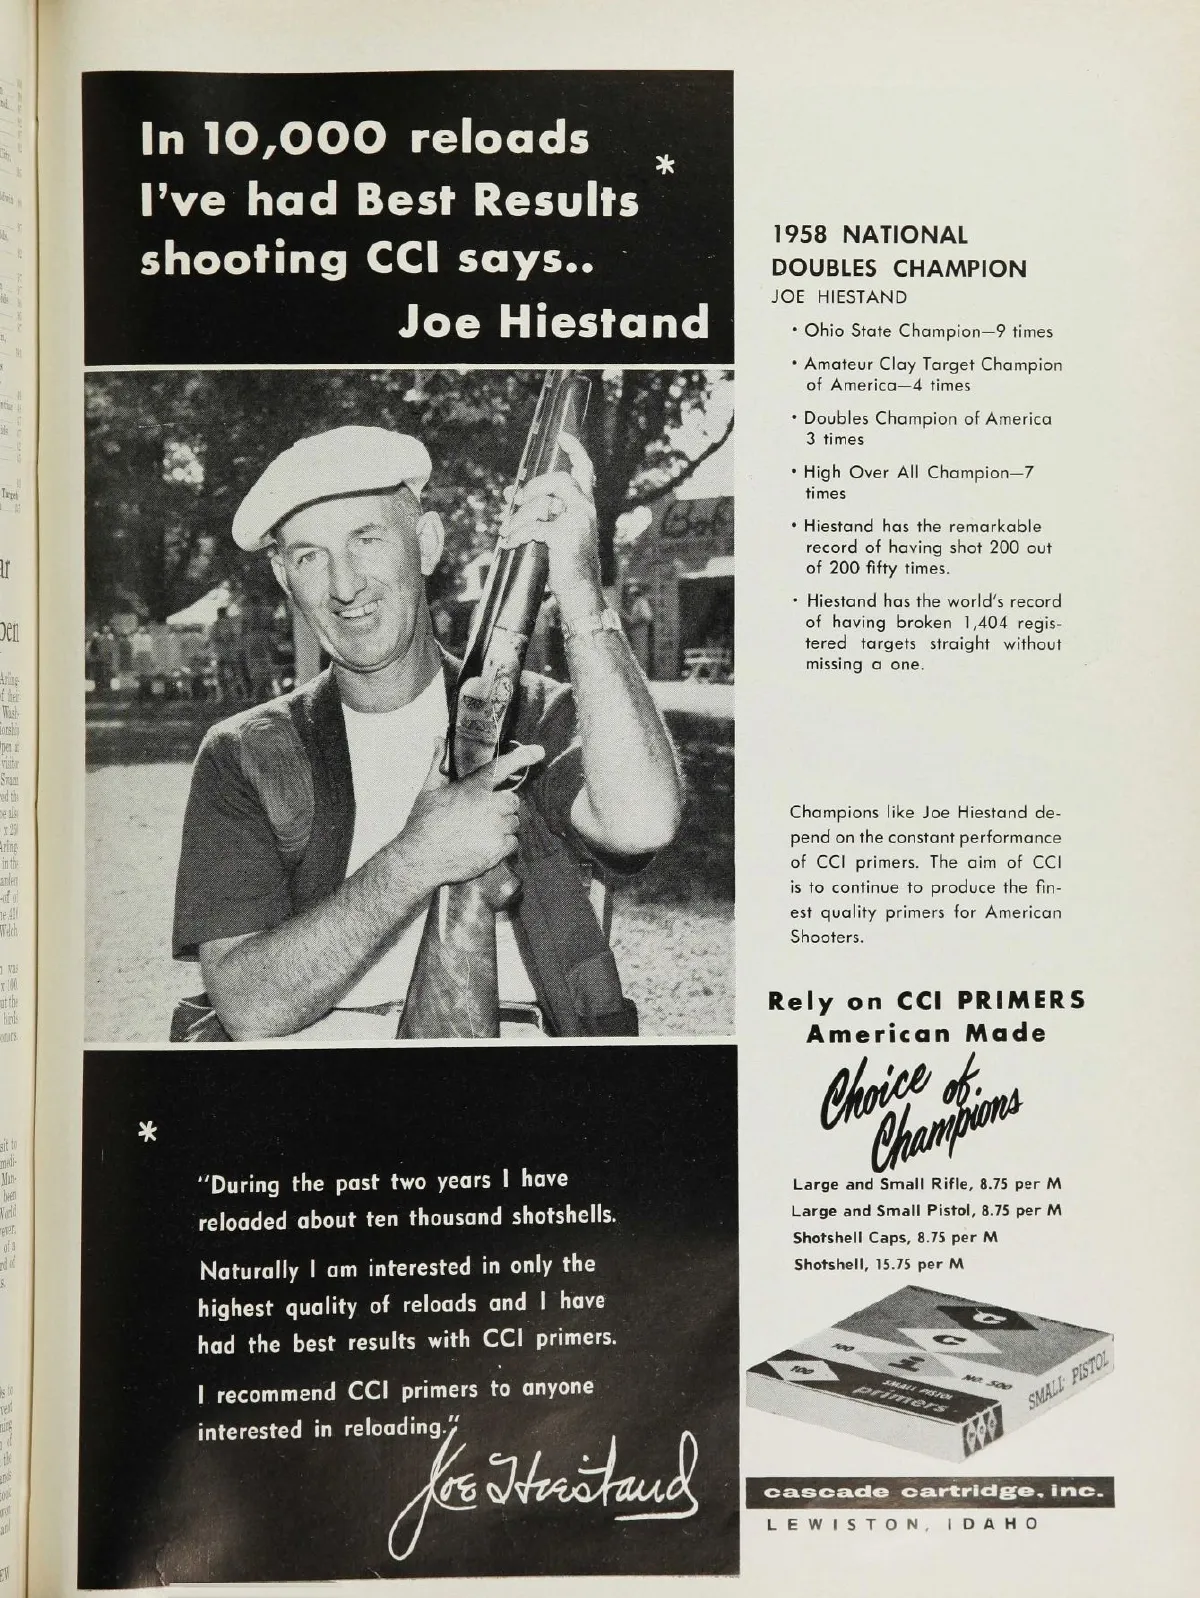 In 10,000 reloads
*
I've had Best Results
shooting CCI says..
Joe Hiestand
Bob
*
"During the past two years I have
reloaded about ten thousand shotshells.
Naturally I am interested in only the
highest quality of reloads and I have
had the best results with CCI primers.
I recommend CCI primers to anyone
interested in reloading."
Joe Hiestand
1958 NATIONAL
DOUBLES CHAMPION
JOE HIESTAND
• Ohio State Champion—9 times
• Amateur Clay Target Champion
of America—4 times
• Doubles Champion of America
3 times
• High Over All Champion—7
times
• Hiestand has the remarkable
record of having shot 200 out
of 200 fifty times.
• Hiestand has the world's record
of having broken 1,404 regis-
tered targets straight without
missing a one.
Champions like Joe Hiestand de-
pend on the constant performance
of CCI primers. The aim of CCI
is to continue to produce the fin-
est quality primers for American
Shooters.
Rely on CCI PRIMERS
American Made
Choice of
Champions
Large and Small Rifle, 8.75 per M
Large and Small Pistol, 8.75 per M
Shotshell Caps, 8.75 per M
Shotshell, 15.75 per M
C
C
I
100
100
NO. 500
SMALL PISTOL
primers
SMALL PISTOL
CCI
cascade cartridge, inc.
LEWISTON, IDAHO